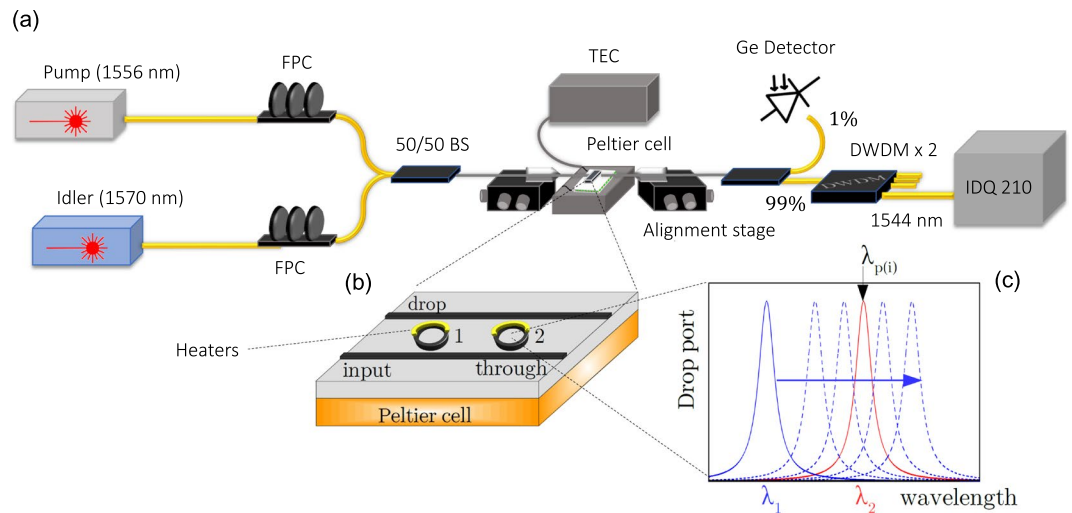 (a)
Pump (1556 nm)
FPC
TEC
Ge Detector
1%
50/50 BS
Peltier cell
DWDM x 2
DWDM
IDQ 210
Idler (1570 nm)
FPC
99%
1544 nm
Alignment stage
(b)
drop
1
2
Heaters
input
through
Peltier cell
(c)
λp(i)
Drop port
λ1
λ2
wavelength